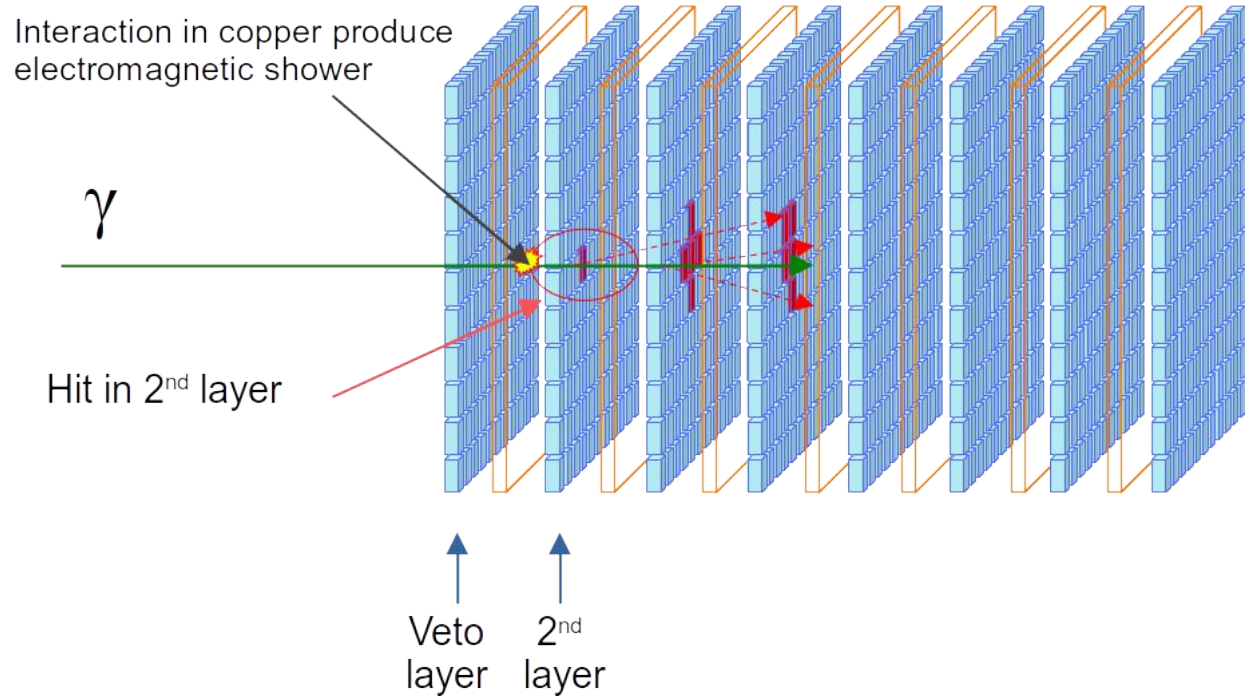 Interaction in copper produce
electromagnetic shower
γ
Hit in 2nd layer
Veto
layer
2nd
layer